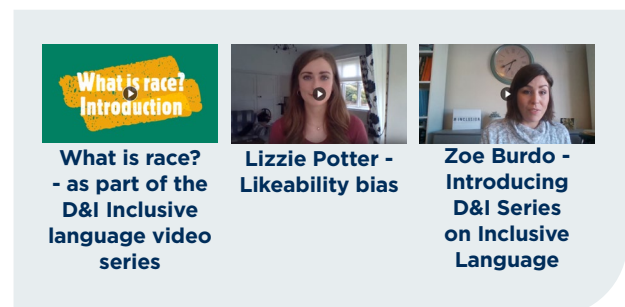 What is race?
Introduction
#INCLUSION
What is race?
- as part of the
D&I Inclusive
language video
series
Lizzie Potter -
Likeability bias
Zoe Burdo -
Introducing
D&I Series
on Inclusive
Language